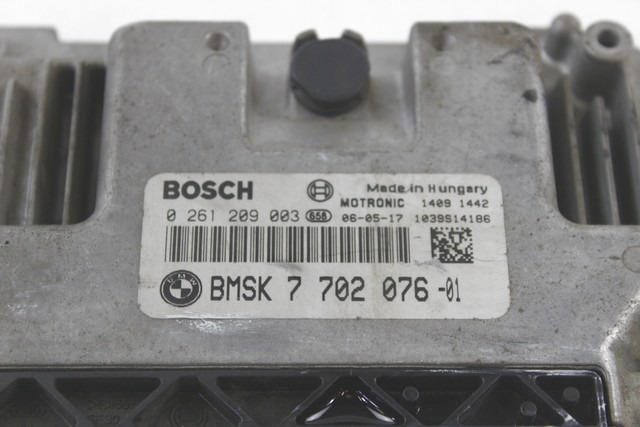 BOSCH Made in Hungary
MOTRONIC 1409 1442
0 261 209 003 658 06-05-17 1039S14186
BMSK 7 702 076 -01